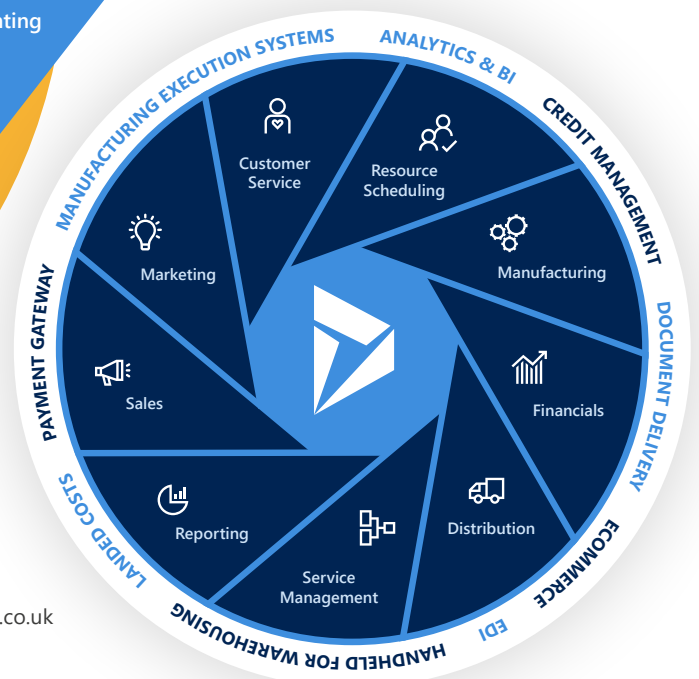 ating
MANUFACTURING EXECUTION SYSTEMS
ANALYTICS & BI
CREDIT MANAGEMENT
DOCUMENT DELIVERY
ECOMMERCE
EDI
HANDHELD FOR WAREHOUSING
LANDED COSTS
PAYMENT GATEWAY
Customer
Service
Resource
Scheduling
Manufacturing
Financials
Distribution
Service
Management
Reporting
Sales
Marketing
.co.uk